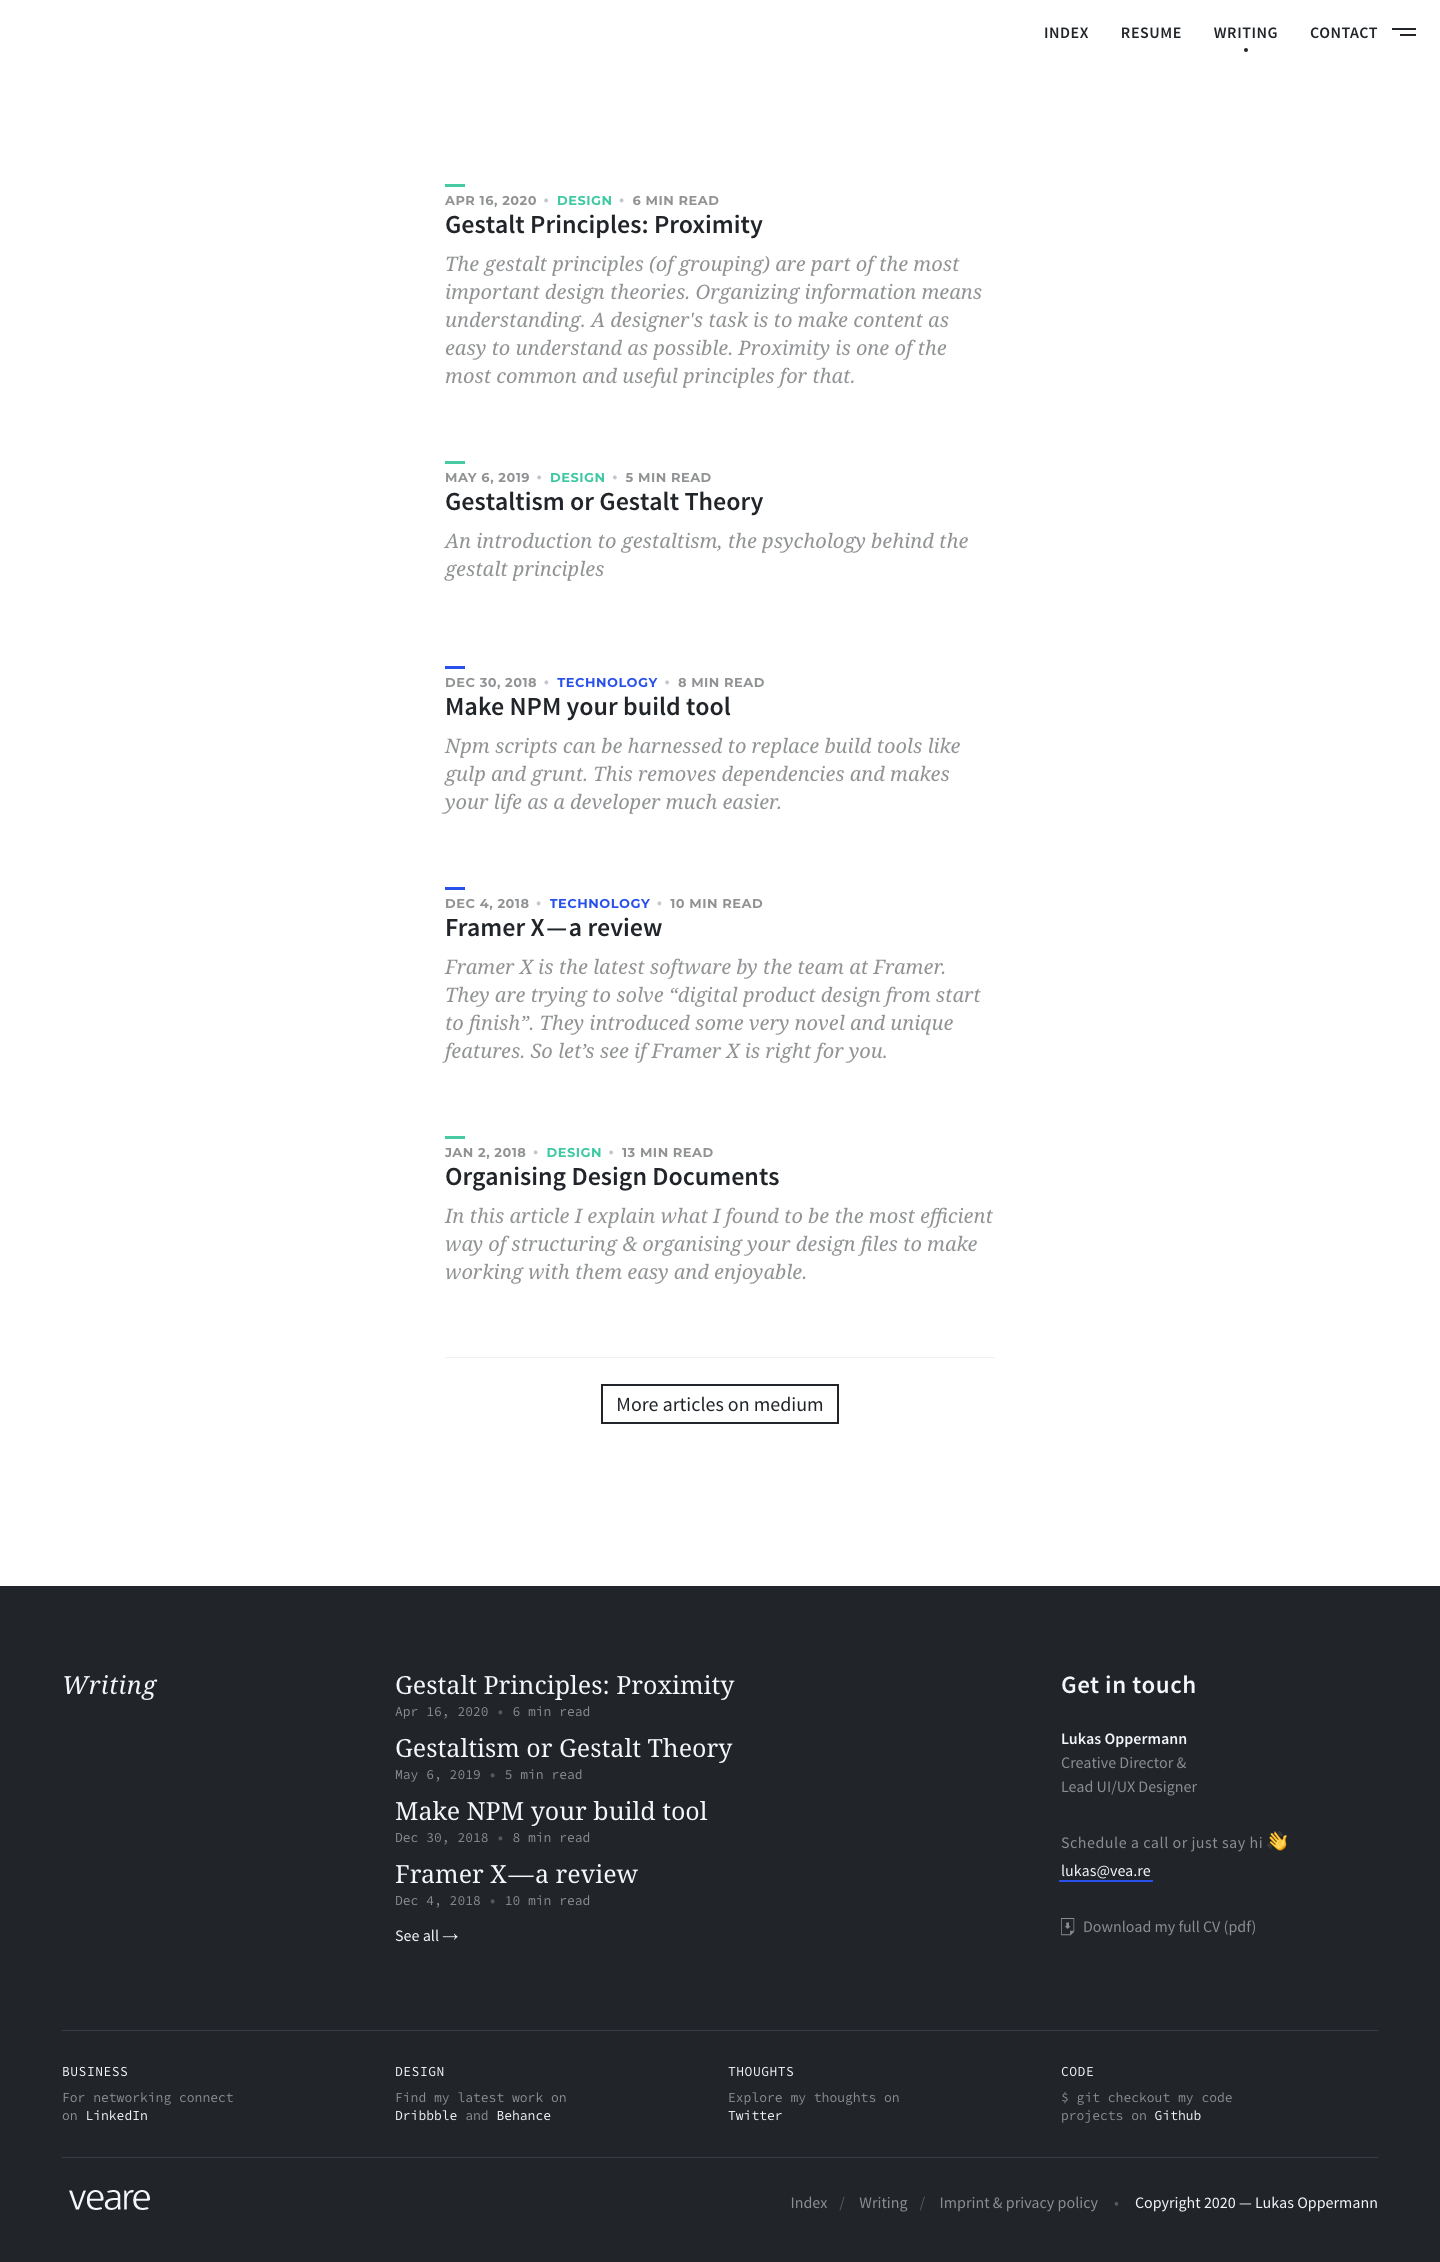 INDEX RESUME WRITING CONTACT
APR 16, 2020 • DESIGN • 6 MIN READ
Gestalt Principles: Proximity
The gestalt principles (of grouping) are part of the most
important design theories. Organizing information means
understanding. A designer's task is to make content as
easy to understand as possible. Proximity is one of the
most common and useful principles for that.
MAY 6, 2019 • DESIGN • 5 MIN READ
Gestaltism or Gestalt Theory
An introduction to gestaltism, the psychology behind the
gestalt principles
DEC 30, 2018 • TECHNOLOGY • 8 MIN READ
Make NPM your build tool
Npm scripts can be harnessed to replace build tools like
gulp and grunt. This removes dependencies and makes
your life as a developer much easier.
DEC 4, 2018 • TECHNOLOGY • 10 MIN READ
Framer X—a review
Framer X is the latest software by the team at Framer.
They are trying to solve “digital product design from start
to finish”. They introduced some very novel and unique
features. So let’s see if Framer X is right for you.
JAN 2, 2018 • DESIGN • 13 MIN READ
Organising Design Documents
In this article I explain what I found to be the most efficient
way of structuring & organising your design files to make
working with them easy and enjoyable.
More articles on medium
Writing
Gestalt Principles: Proximity
Apr 16, 2020 • 6 min read
Gestaltism or Gestalt Theory
May 6, 2019 • 5 min read
Make NPM your build tool
Dec 30, 2018 • 8 min read
Framer X—a review
Dec 4, 2018 • 10 min read
See all →
Get in touch
Lukas Oppermann
Creative Director &
Lead UI/UX Designer
Schedule a call or just say hi 👋
lukas@vea.re
Download my full CV (pdf)
BUSINESS
For networking connect
on LinkedIn
DESIGN
Find my latest work on
Dribbble and Behance
THOUGHTS
Explore my thoughts on
Twitter
CODE
$ git checkout my code
projects on Github
veare
Index / Writing / Imprint & privacy policy • Copyright 2020 — Lukas Oppermann